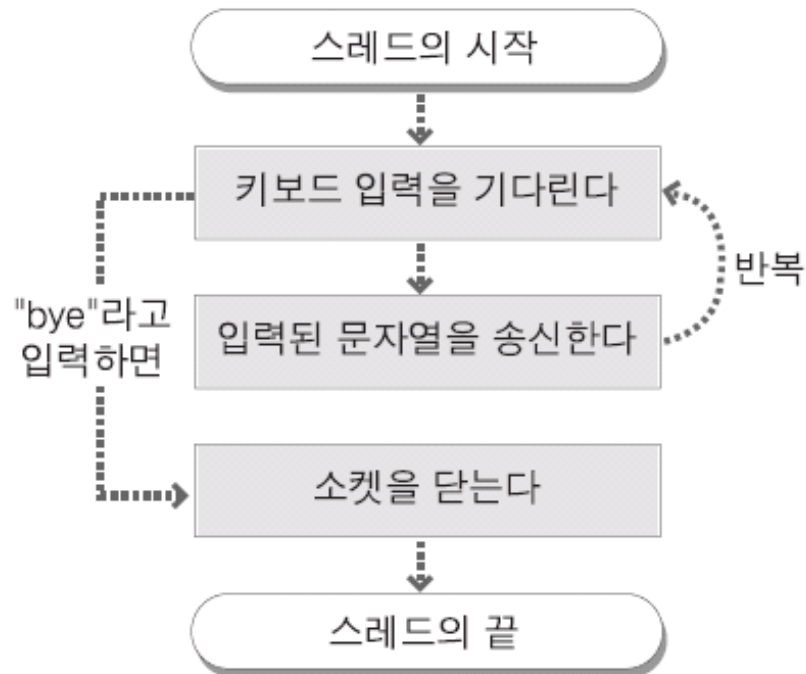 스레드의 시작
키보드 입력을 기다린다
반복
"bye"라고
입력하면
입력된 문자열을 송신한다
소켓을 닫는다
스레드의 끝